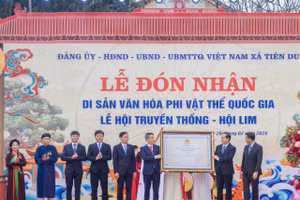 ĐẢNG ỦY - HĐND - UBND - UBMTTQ VIỆT NAM XÃ TIÊN DU
LỄ ĐÓN NHẬN
DI SẢN VĂN HÓA PHI VẬT THỂ QUỐC GIA
LỄ HỘI TRUYỀN THỐNG - HỘI LIM